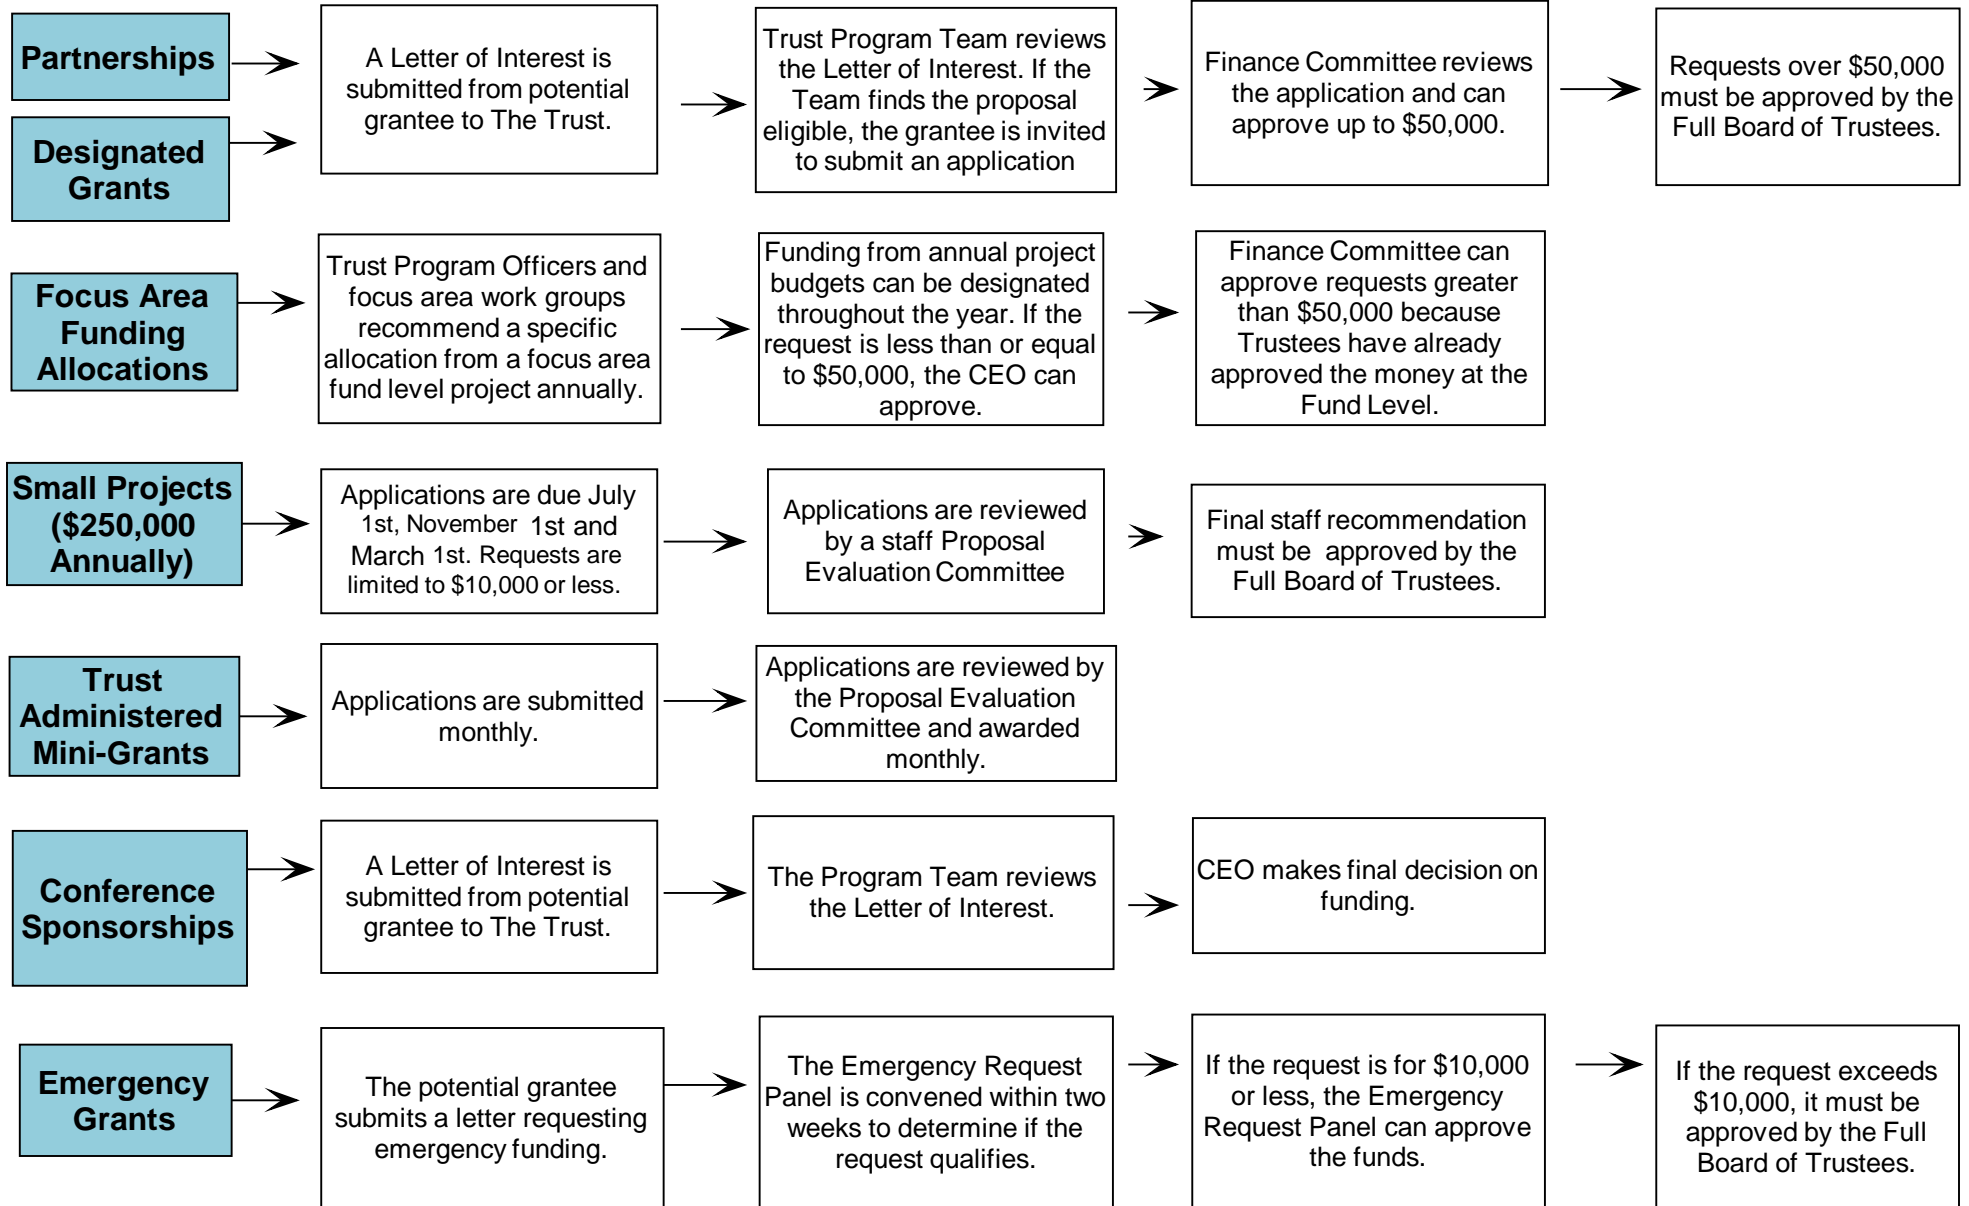 Partnerships
A Letter of Interest is
submitted from potential
grantee to The Trust.
Trust Program Team reviews
the Letter of Interest. If the
Team finds the proposal
eligible, the grantee is invited
to submit an application
Finance Committee reviews
the application and can
approve up to $50,000.
Requests over $50,000
must be approved by the
Full Board of Trustees.
Designated
Grants
Focus Area
Funding
Allocations
Trust Program Officers and
focus area work groups
recommend a specific
allocation from a focus area
fund level project annually.
Funding from annual project
budgets can be designated
throughout the year. If the
request is less than or equal
to $50,000, the CEO can
approve.
Finance Committee can
approve requests greater
than $50,000 because
Trustees have already
approved the money at the
Fund Level.
Small Projects
($250,000
Annually)
Applications are due July
1st, November 1st and
March 1st. Requests are
limited to $10,000 or less.
Applications are reviewed
by a staff Proposal
Evaluation Committee
Final staff recommendation
must be approved by the
Full Board of Trustees.
Trust
Administered
Mini-Grants
Applications are submitted
monthly.
Applications are reviewed by
the Proposal Evaluation
Committee and awarded
monthly.
Conference
Sponsorships
A Letter of Interest is
submitted from potential
grantee to The Trust.
The Program Team reviews
the Letter of Interest.
CEO makes final decision on
funding.
Emergency
Grants
The potential grantee
submits a letter requesting
emergency funding.
The Emergency Request
Panel is convened within two
weeks to determine if the
request qualifies.
If the request is for $10,000
or less, the Emergency
Request Panel can approve
the funds.
If the request exceeds
$10,000, it must be
approved by the Full
Board of Trustees.